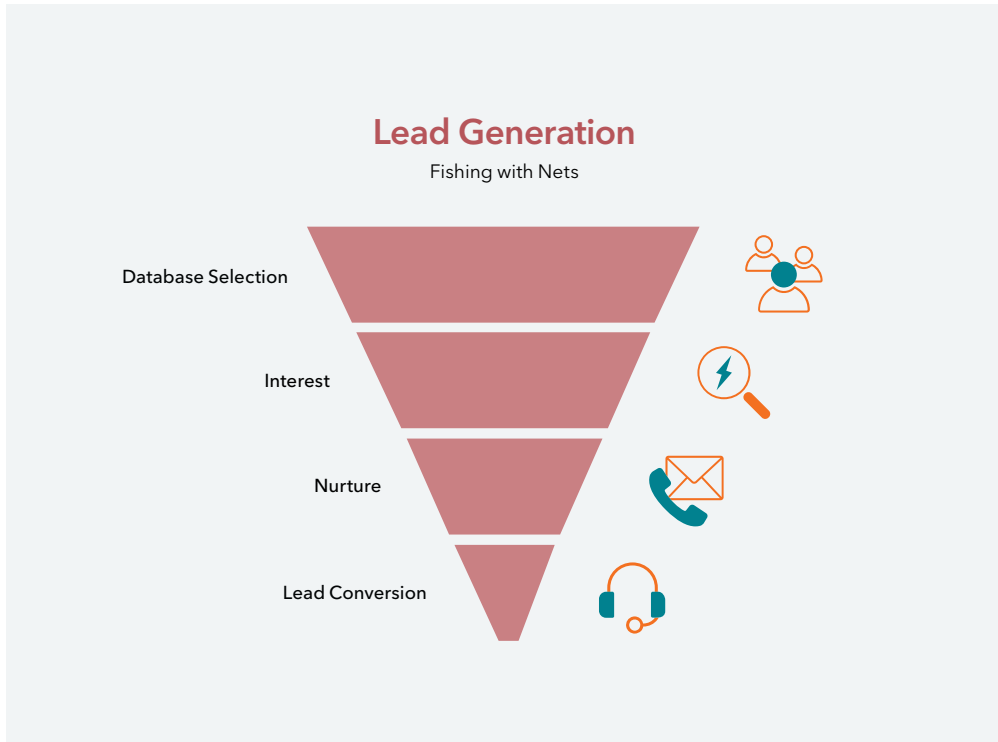 Lead Generation
Fishing with Nets
Database Selection
Interest
Nurture
Lead Conversion